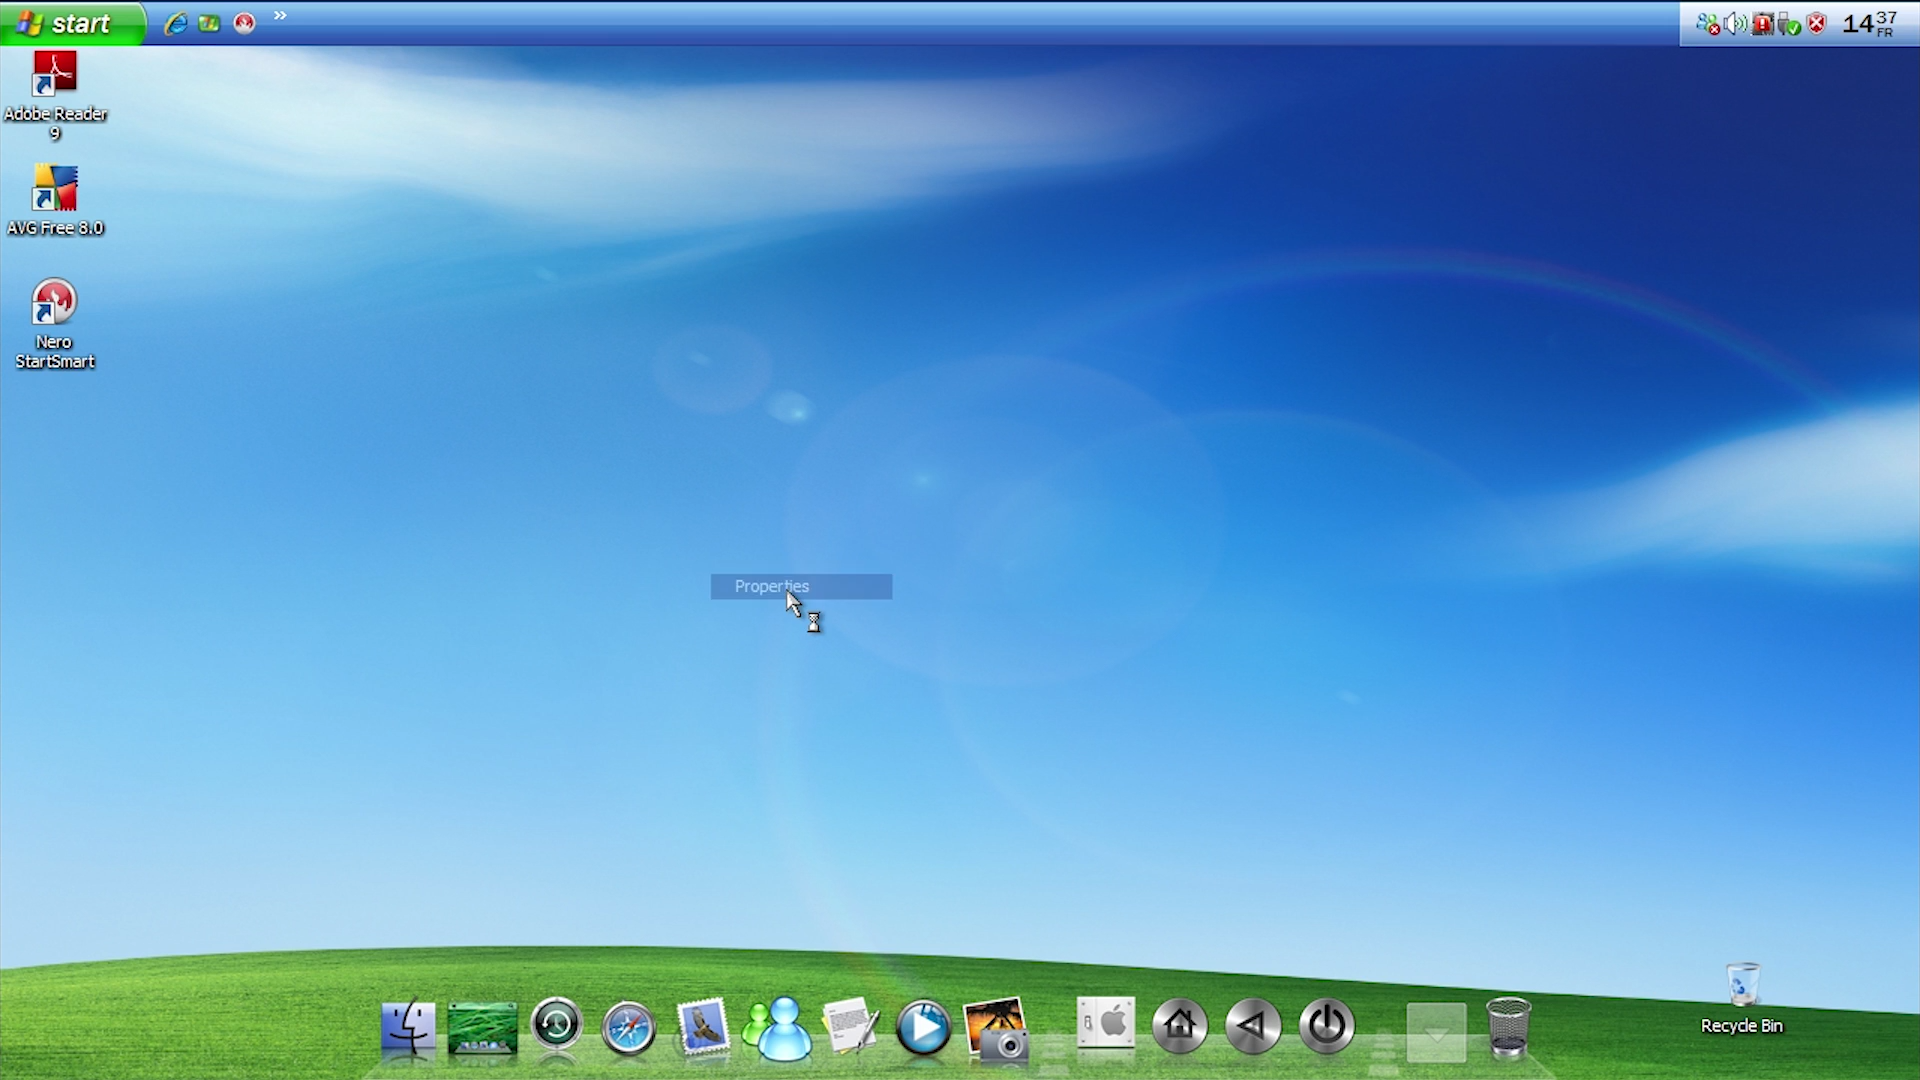 start
»
14 37
FR
Adobe Reader
9
AVG Free 8.0
Nero
StartSmart
Properties
Recycle Bin